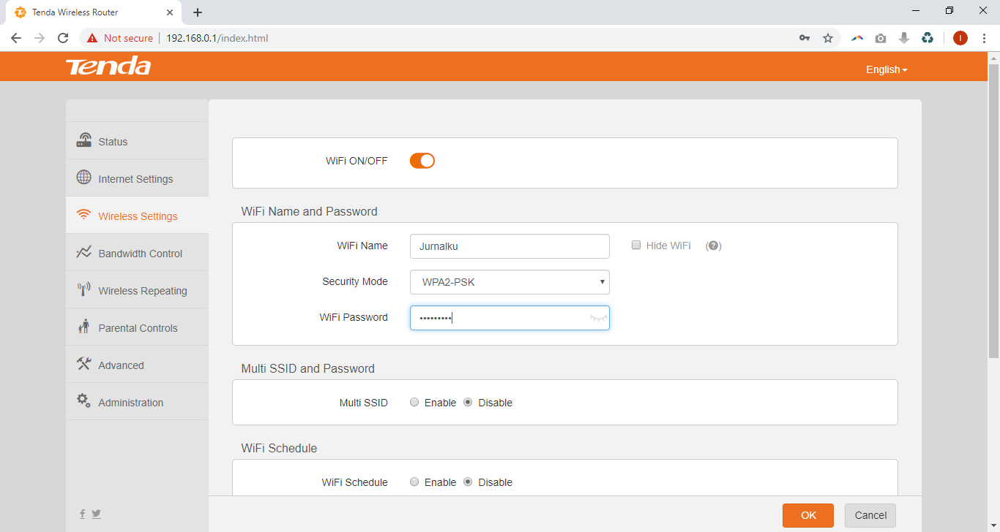 Tenda Wireless Router
Not secure 192.168.0.1/index.html
I
Tenda
English
Status
Internet Settings
Wireless Settings
Bandwidth Control
Wireless Repeating
Parental Controls
Advanced
Administration
WiFi ON/OFF
WiFi Name and Password
WiFi Name Jurnalku Hide WiFi (?)
Security Mode WPA2-PSK
WiFi Password •••••••••
Multi SSID and Password
Multi SSID Enable Disable
WiFi Schedule
WiFi Schedule Enable Disable
OK Cancel